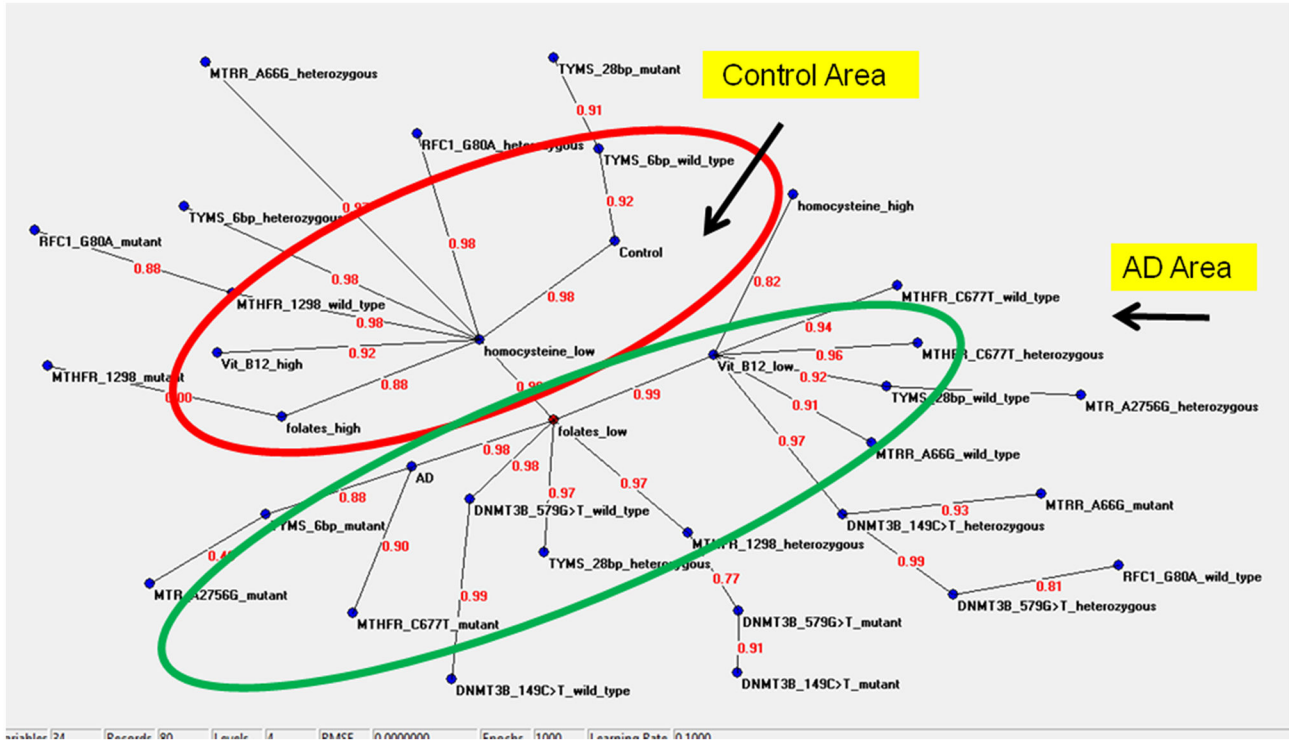 MTRR_A66G_heterozygous
TYMS_28bp_mutant
Control Area
0.91
RFC1_G80A_heterozygous
TYMS_6bp_wild_type
TYMS_6bp_heterozygous
0.92
homocysteine_high
RFC1_G80A_mutant
0.98
Control
0.88
0.98
AD Area
0.82
MTHFR_C677T_wild_type
MTHFR_1298_wild_type
0.98
0.98
0.94
homocysteine_low
MTHFR_C677T_heterozygous
Vit_B12_high
0.92
Vit_B12_low
0.96
MTHFR_1298_mutant
0.88
0.99
0.92
TYMS_28bp_wild_type
MTR_A2756G_heterozygous
0.91
folates_high
folates_low
MTRR_A66G_wild_type
0.98
0.97
AD
0.98
0.97
0.97
0.88
DNMT3B_579G>T_wild_type
0.93
MTRR_A66G_mutant
TYMS_6bp_mutant
DNMT3B_149C>T_heterozygous
0.90
MTHFR_1298_heterozygous
TYMS_28bp_heterozygous
0.99
RFC1_G80A_wild_type
0.77
0.81
MTR_A2756G_mutant
0.99
DNMT3B_579G>T_heterozygous
MTHFR_C677T_mutant
DNMT3B_579G>T_mutant
0.91
DNMT3B_149C>T_wild_type
DNMT3B_149C>T_mutant
34 Records 80 Levels 4 RMSE 0.0000000 Epochs 1000 Learning Rate 0.1000